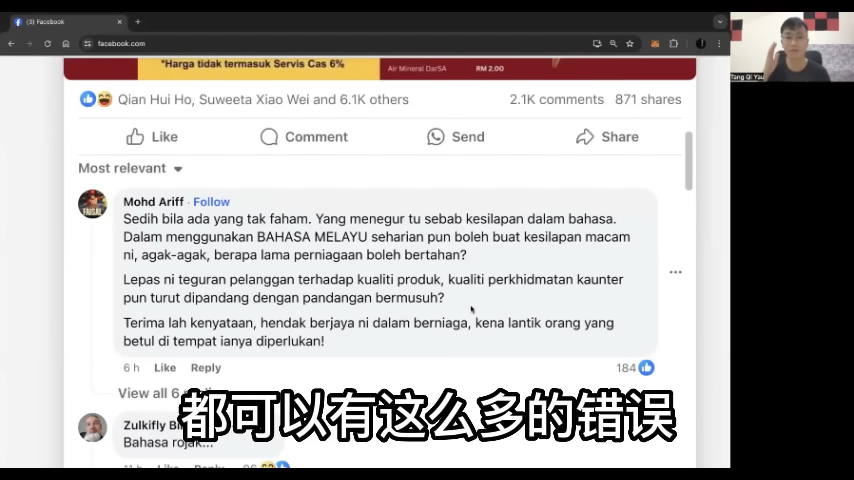 (3) Facebook
facebook.com
*Harga tidak termasuk Servis Cas 6%
Air Mineral DarSA RM 2.00
Tang Qi Yau
Qian Hui Ho, Suweeta Xiao Wei and 6.1K others 2.1K comments 871 shares
Like Comment Send Share
Most relevant
FAISAL
Mohd Ariff · Follow
Sedih bila ada yang tak faham. Yang menegur tu sebab kesilapan dalam bahasa.
Dalam menggunakan BAHASA MELAYU seharian pun boleh buat kesilapan macam
ni, agak-agak, berapa lama perniagaan boleh bertahan?
Lepas ni teguran pelanggan terhadap kualiti produk, kualiti perkhidmatan kaunter
pun turut dipandang dengan pandangan bermusuh?
Terima lah kenyataan, hendak berjaya ni dalam berniaga, kena lantik orang yang
betul di tempat ianya diperlukan!
6 h Like Reply 184
View all 6
都可以有这么多的错误
Zulkifly
Bahasa rojak...
11 h Like Reply